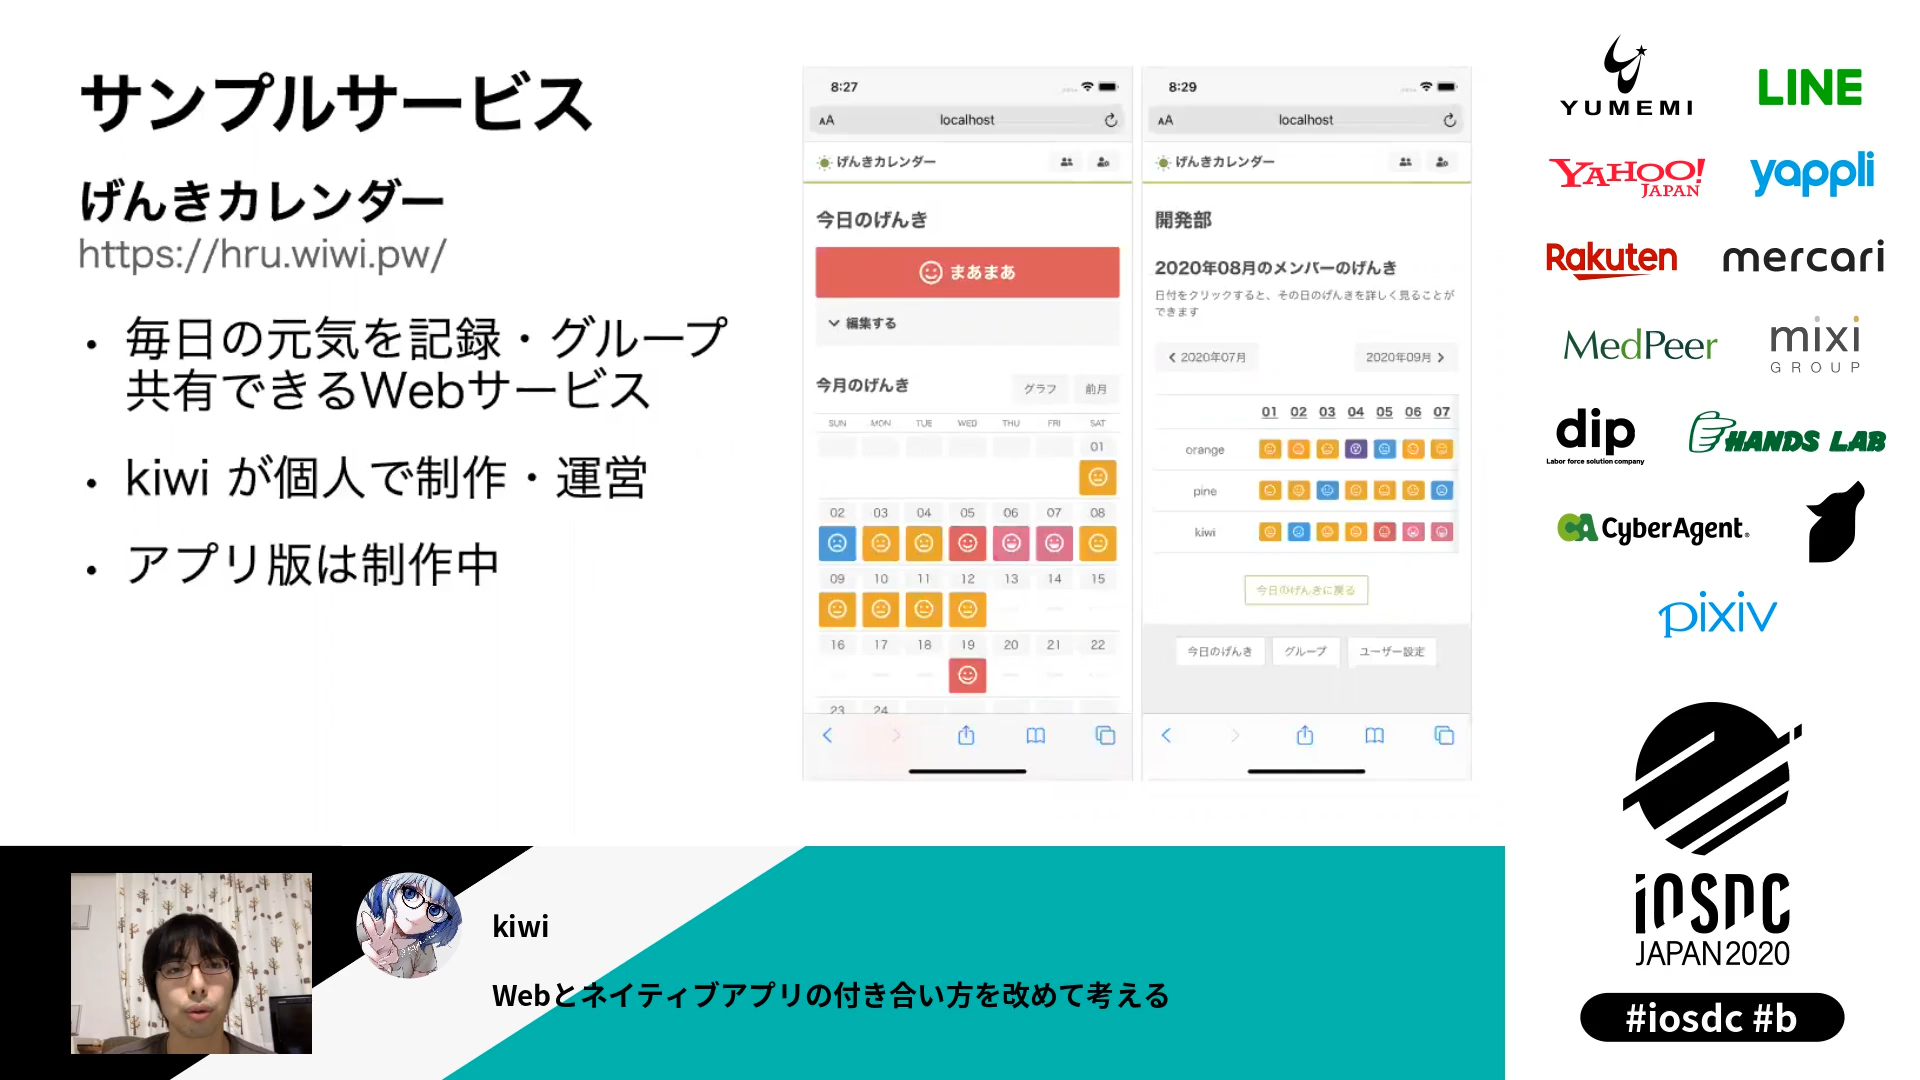 サンプルサービス
げんきカレンダー
https://hru.wiwi.pw/
・ 毎日の元気を記録・グループ
共有できるWebサービス
・ kiwi が個人で制作・運営
・ アプリ版は制作中
8:27
AA localhost
げんきカレンダー
今日のげんき
まあまあ
編集する
今月のげんき グラフ 前月
SUN MON TUE WED THU FRI SAT
01
02 03 04 05 06 07 08
09 10 11 12 13 14 15
16 17 18 19 20 21 22
23 24
8:29
AA localhost
げんきカレンダー
開発部
2020年08月のメンバーのげんき
日付をクリックすると、その日のげんきを詳しく見ることが
できます
2020年07月 2020年09月
01 02 03 04 05 06 07
orange
pine
kiwi
今日のげんきに戻る
今日のげんき グループ ユーザー設定
YUMEMI LINE
YAHOO! JAPAN yappli
Rakuten mercari
MedPeer mixi GROUP
dip HANDS LAB
Labor force solution company
CA CyberAgent.
pixiv
iOSDC
JAPAN 2020
#iosdc #b
kiwi
Webとネイティブアプリの付き合い方を改めて考える